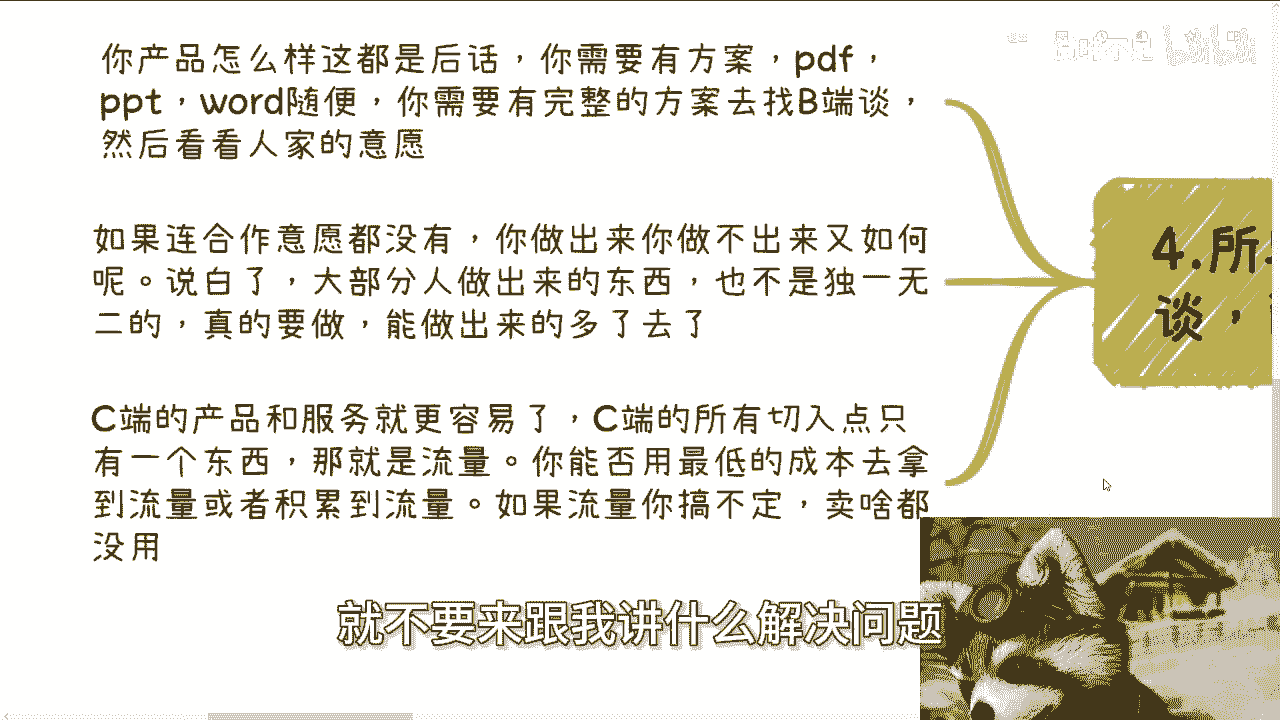 你产品怎么样这都是后话，你需要有方案，pdf，
ppt，word随便，你需要有完整的方案去找B端谈，
然后看看人家的意愿
如果连合作意愿都没有，你做出来你做不出来又如何
呢。说白了，大部分人做出来的东西，也不是独一无
二的，真的要做，能做出来的多了去了
C端的产品和服务就更容易了，C端的所有切入点只
有一个东西，那就是流量。你能否用最低的成本去拿
到流量或者积累到流量。如果流量你搞不定，卖啥都
没用
4.所
谈，
就不要来跟我讲什么解决问题
bilibili